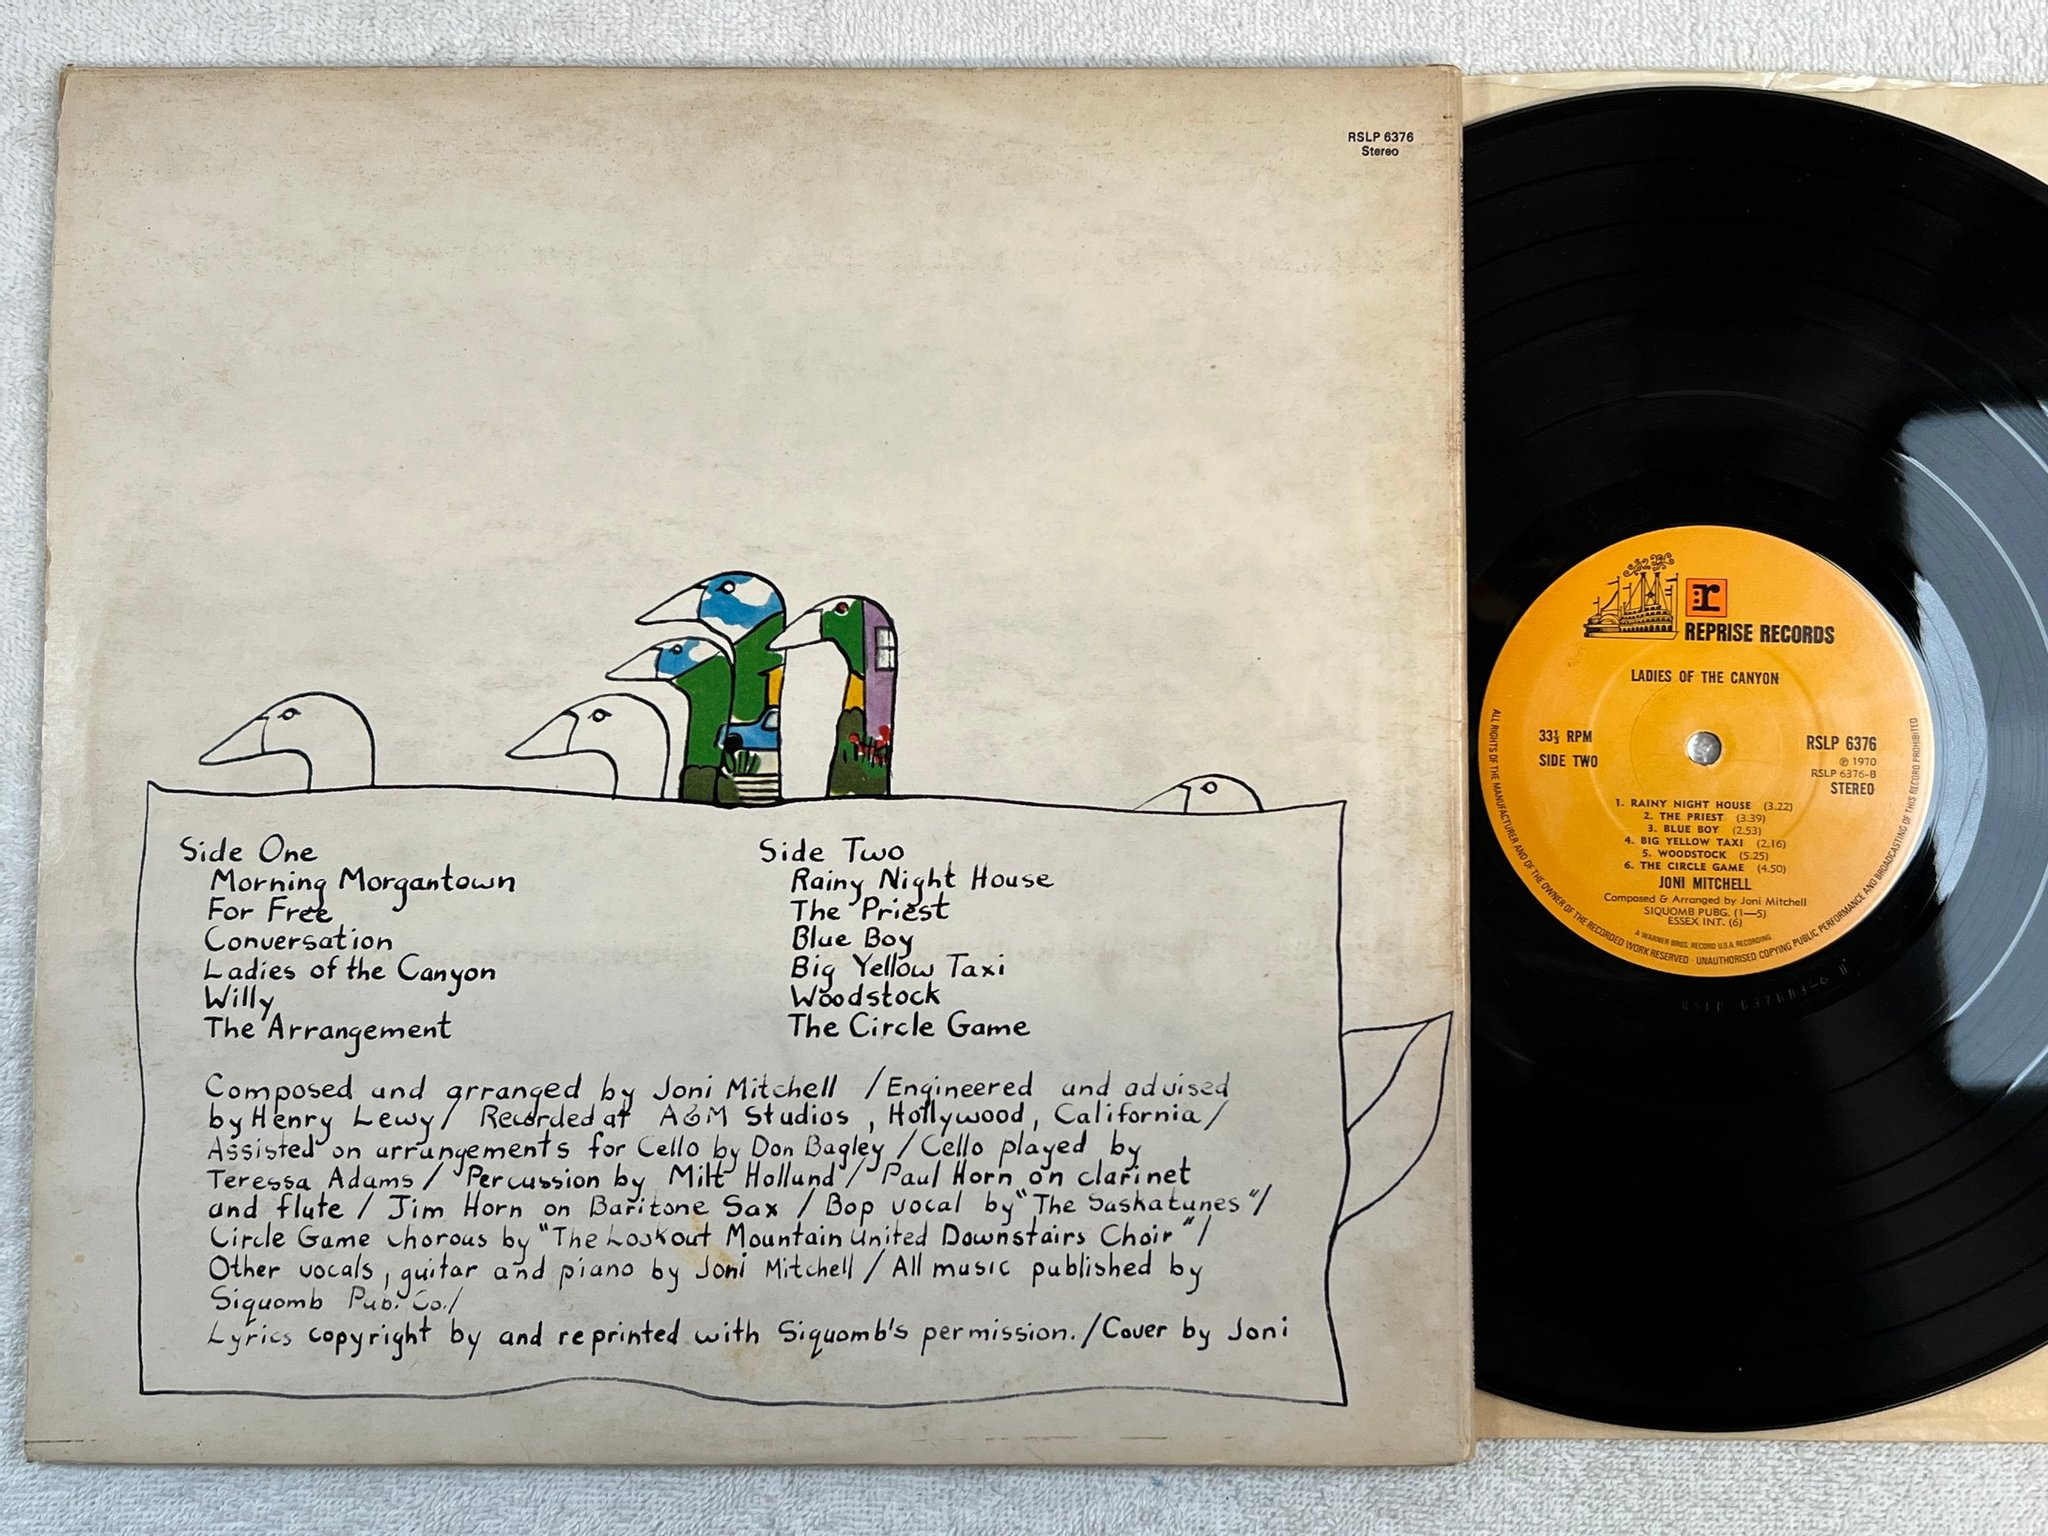 RSLP 6376
Stereo
Side One
Morning Morgantown
For Free
Conversation
Ladies of the Canyon
Willy
The Arrangement
Side Two
Rainy Night House
The Priest
Blue Boy
Big Yellow Taxi
Woodstock
The Circle Game
Composed and arranged by Joni Mitchell / Engineered and advised
by Henry Lewy / Recorded at A&M Studios, Hollywood, California /
Assisted on arrangements for Cello by Don Bagley / Cello played by
Teressa Adams / Percussion by Milt Hollund / Paul Horn on clarinet
and flute / Jim Horn on Baritone Sax / Bop vocal by "The Saskatunes" /
Circle Game chorous by "The Lookout Mountain United Downstairs Choir" /
Other vocals, guitar and piano by Joni Mitchell / All music published by
Siquomb Pub. Co. /
Lyrics copyright by and reprinted with Siquomb's permission. / Cover by Joni
r
REPRISE RECORDS
LADIES OF THE CANYON
33⅓ RPM
SIDE TWO
RSLP 6376
℗ 1970
RSLP 6376-B
STEREO
1. RAINY NIGHT HOUSE (3.22)
2. THE PRIEST (3.39)
3. BLUE BOY (2.53)
4. BIG YELLOW TAXI (2.16)
5. WOODSTOCK (5.25)
6. THE CIRCLE GAME (4.50)
JONI MITCHELL
Composed & Arranged by Joni Mitchell
SIQUOMB PUBG. (1—5)
ESSEX INT. (6)
A WARNER BROS. RECORD U.S.A. RECORDING
ALL RIGHTS OF THE MANUFACTURER AND OF THE OWNER OF THE RECORDED WORK RESERVED · UNAUTHORISED COPYING PUBLIC PERFORMANCE AND BROADCASTING OF THIS RECORD PROHIBITED